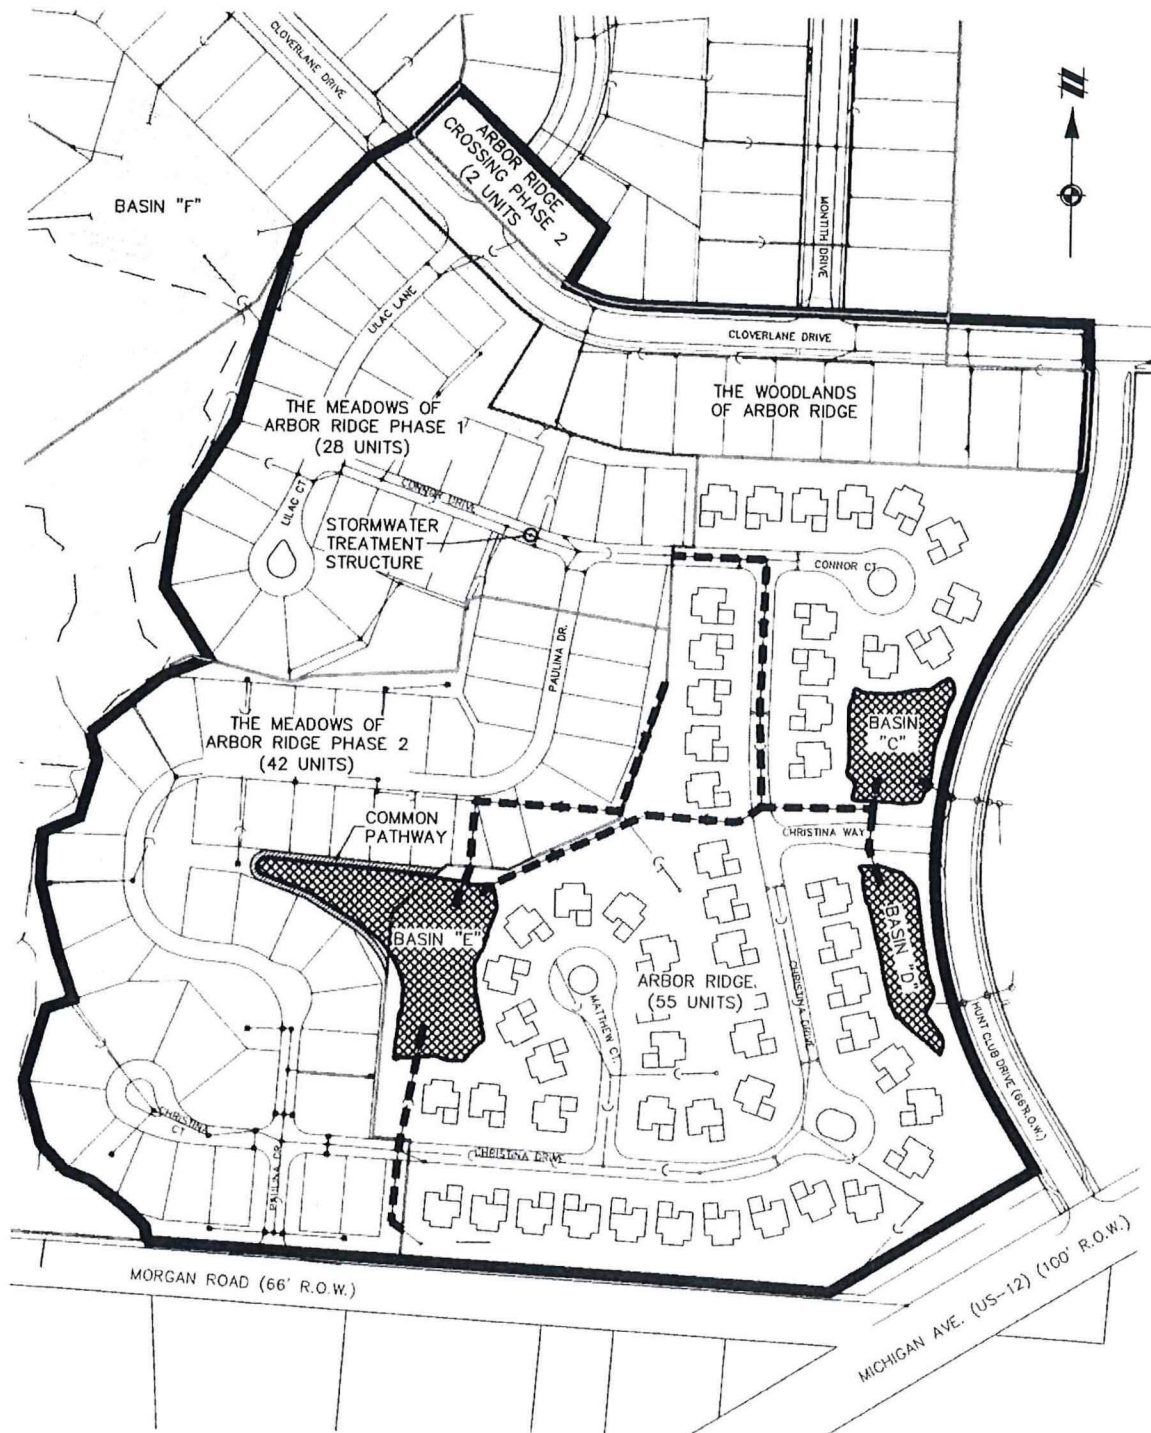 CLOVERLANE DRIVE
ARBOR RIDGE
CROSSING PHASE 2
(2 UNITS
BASIN "F"
MONTITH DRIVE
LILAC LANE
CLOVERLANE DRIVE
THE WOODLANDS
OF ARBOR RIDGE
THE MEADOWS OF
ARBOR RIDGE PHASE 1
(28 UNITS)
CONNOR DRIVE
LILAC CT
STORMWATER
TREATMENT
STRUCTURE
CONNOR CT.
PAULINA DR.
THE MEADOWS OF
ARBOR RIDGE PHASE 2
(42 UNITS)
BASIN
"C"
COMMON
PATHWAY
CHRISTINA WAY
BASIN "E"
BASIN "D"
ARBOR RIDGE.
(55 UNITS)
MATTHEW CT.
CHRISTINA DRIVE
HUNT CLUB DRIVE (66'R.O.W.)
CHRISTINA
CT
PAULINA DR.
CHRISTINA DRIVE
MORGAN ROAD (66' R.O.W.)
MICHIGAN AVE. (US-12) (100' R.O.W.)
N